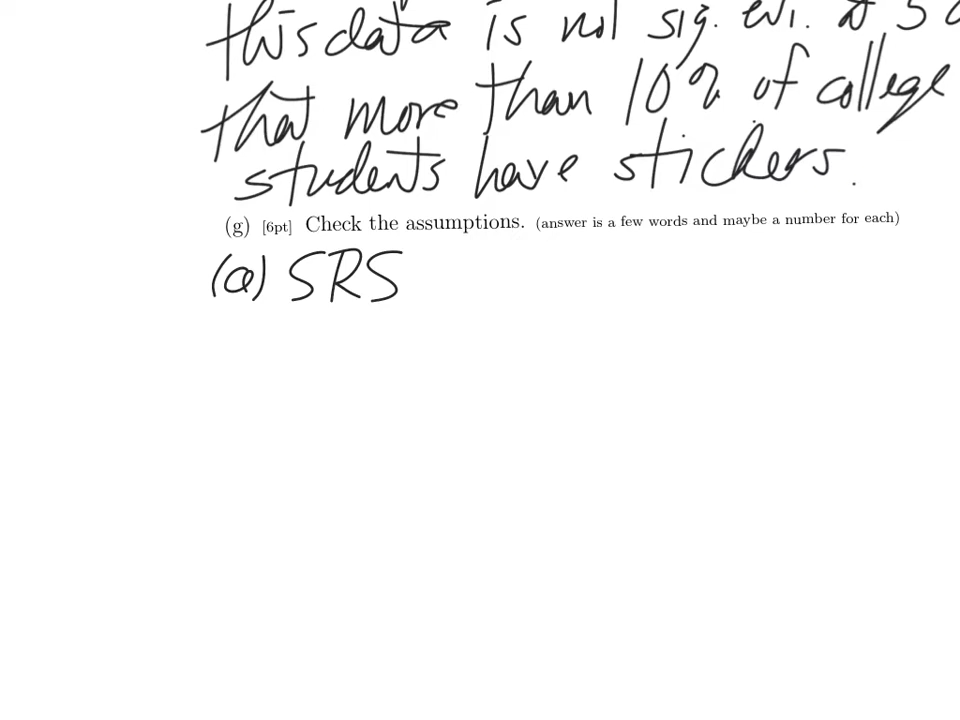 this data is not sig. evi. at 5
that more than 10% of college
students have stickers.
(g) [6pt] Check the assumptions. (answer is a few words and maybe a number for each)
(a) SRS